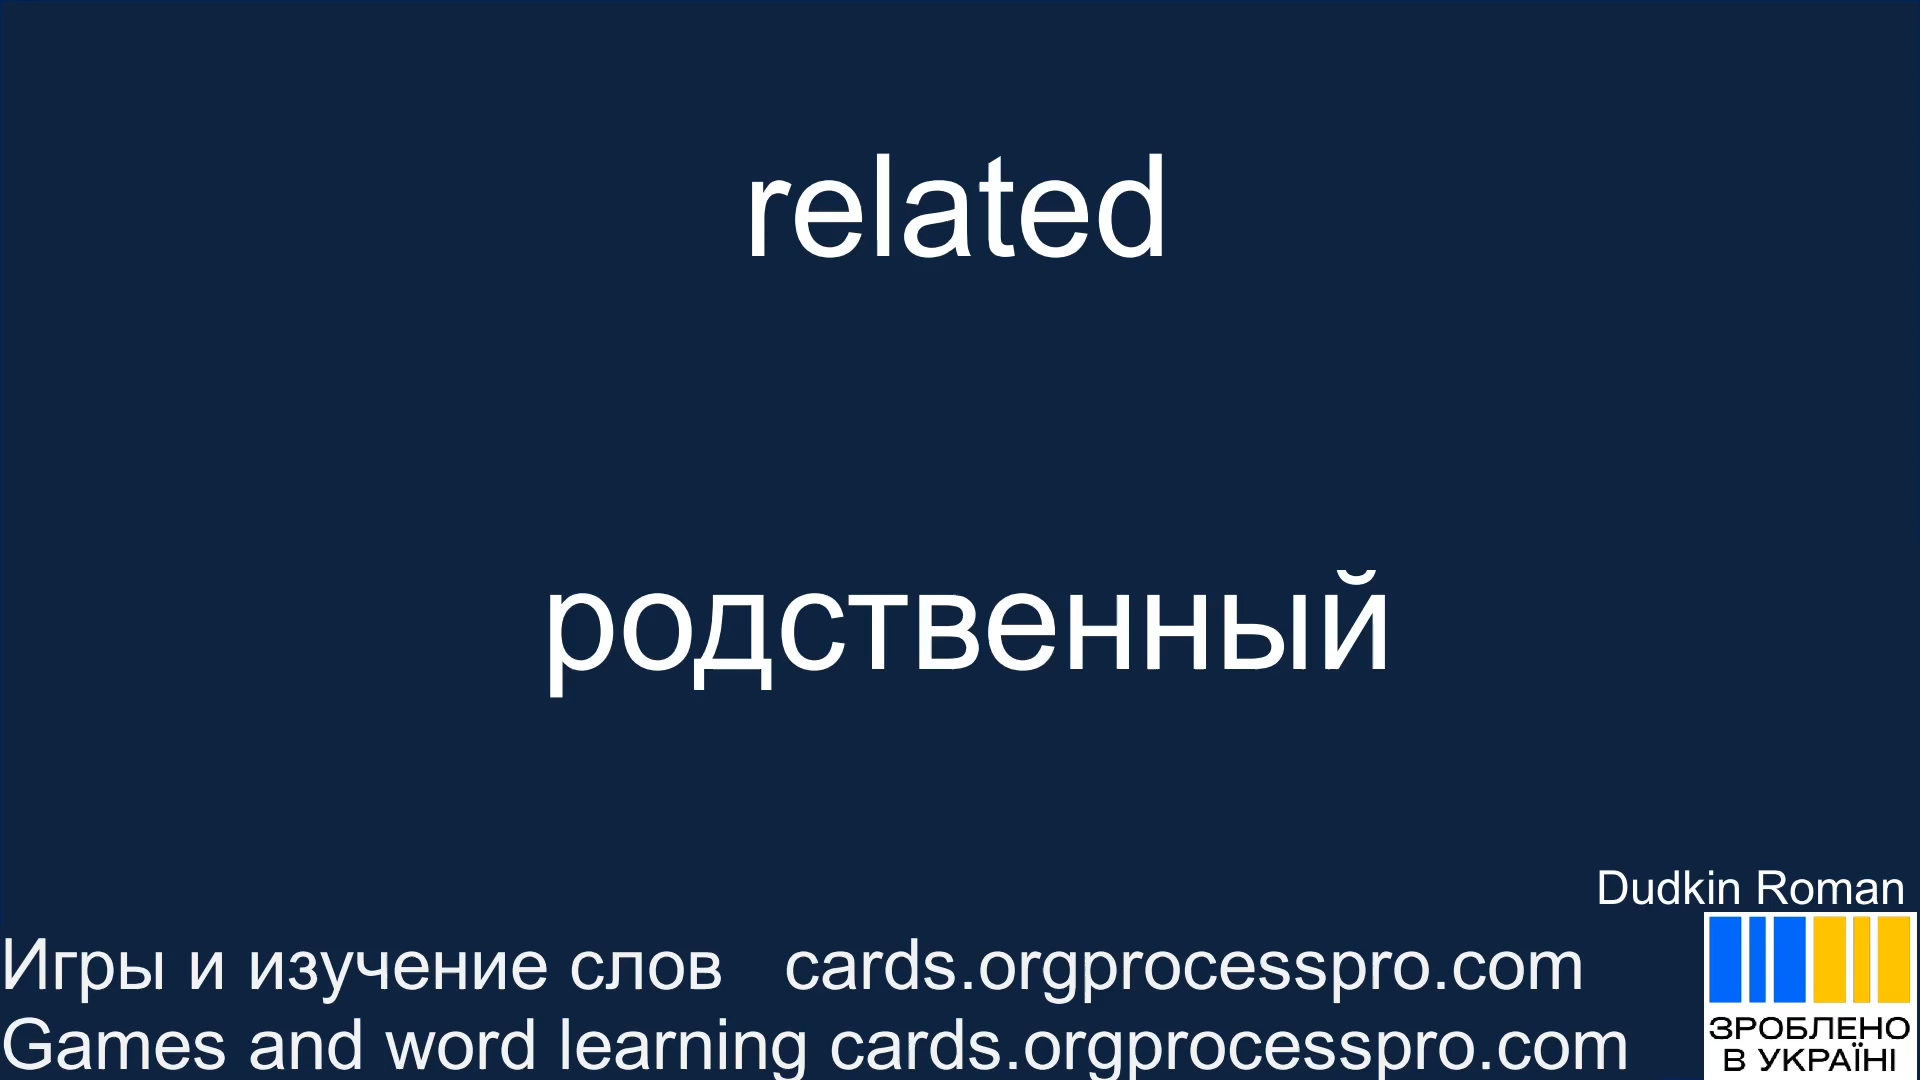 related
родственный
Dudkin Roman
Игры и изучение слов cards.orgprocesspro.com
Games and word learning cards.orgprocesspro.com
ЗРОБЛЕНО
В УКРАЇНІ